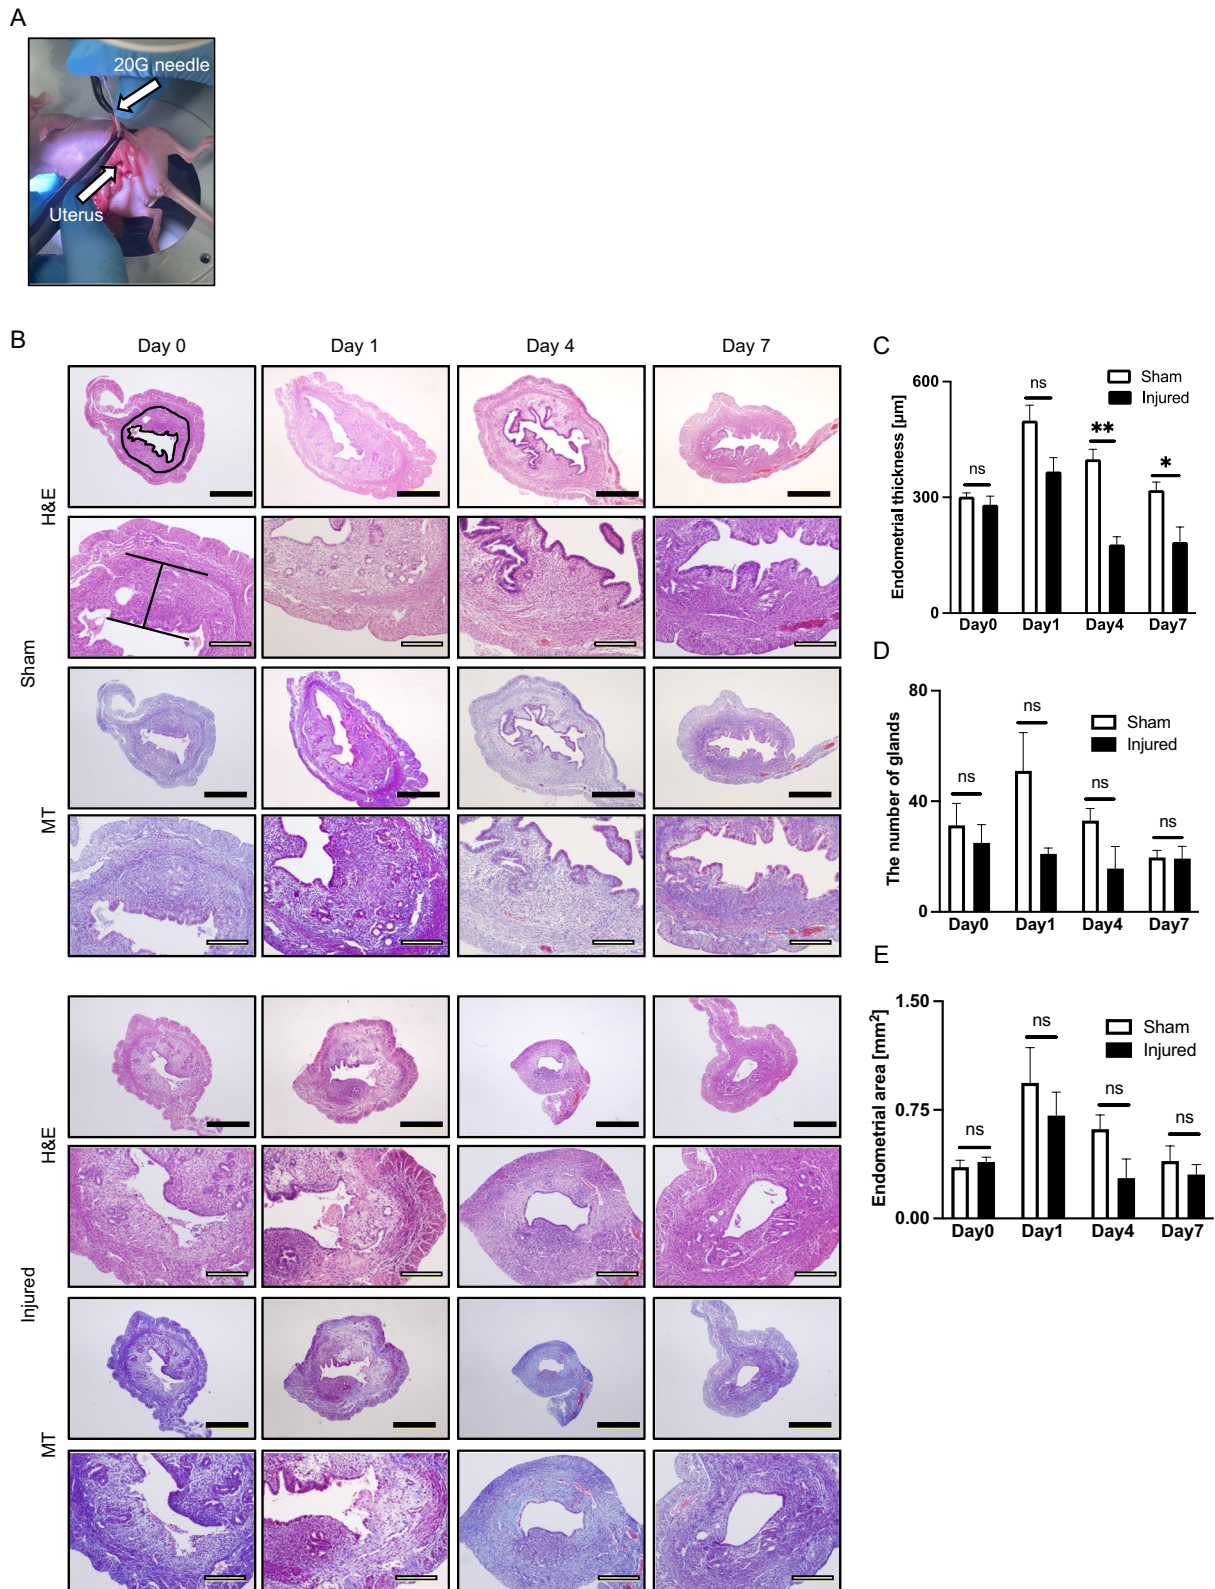 A
20G needle
Uterus
B
Day 0
Day 1
Day 4
Day 7
H&E
Sham
MT
H&E
Injured
MT
C
Endometrial thickness [µm]
600
300
0
Sham
Injured
ns
ns
**
*
Day0
Day1
Day4
Day7
D
The number of glands
80
40
0
Sham
Injured
ns
ns
ns
ns
Day0
Day1
Day4
Day7
E
Endometrial area [mm²]
1.50
0.75
0.00
Sham
Injured
ns
ns
ns
ns
Day0
Day1
Day4
Day7